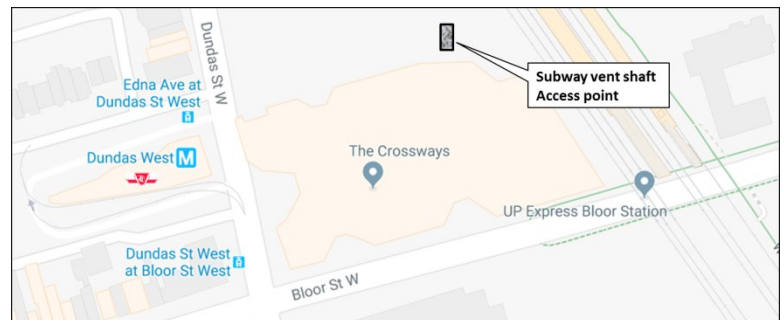 Dundas St W
Subway vent shaft
Access point
Edna Ave at
Dundas St West
Dundas West
M
The Crossways
UP Express Bloor Station
Dundas St West
at Bloor St West
Bloor St W